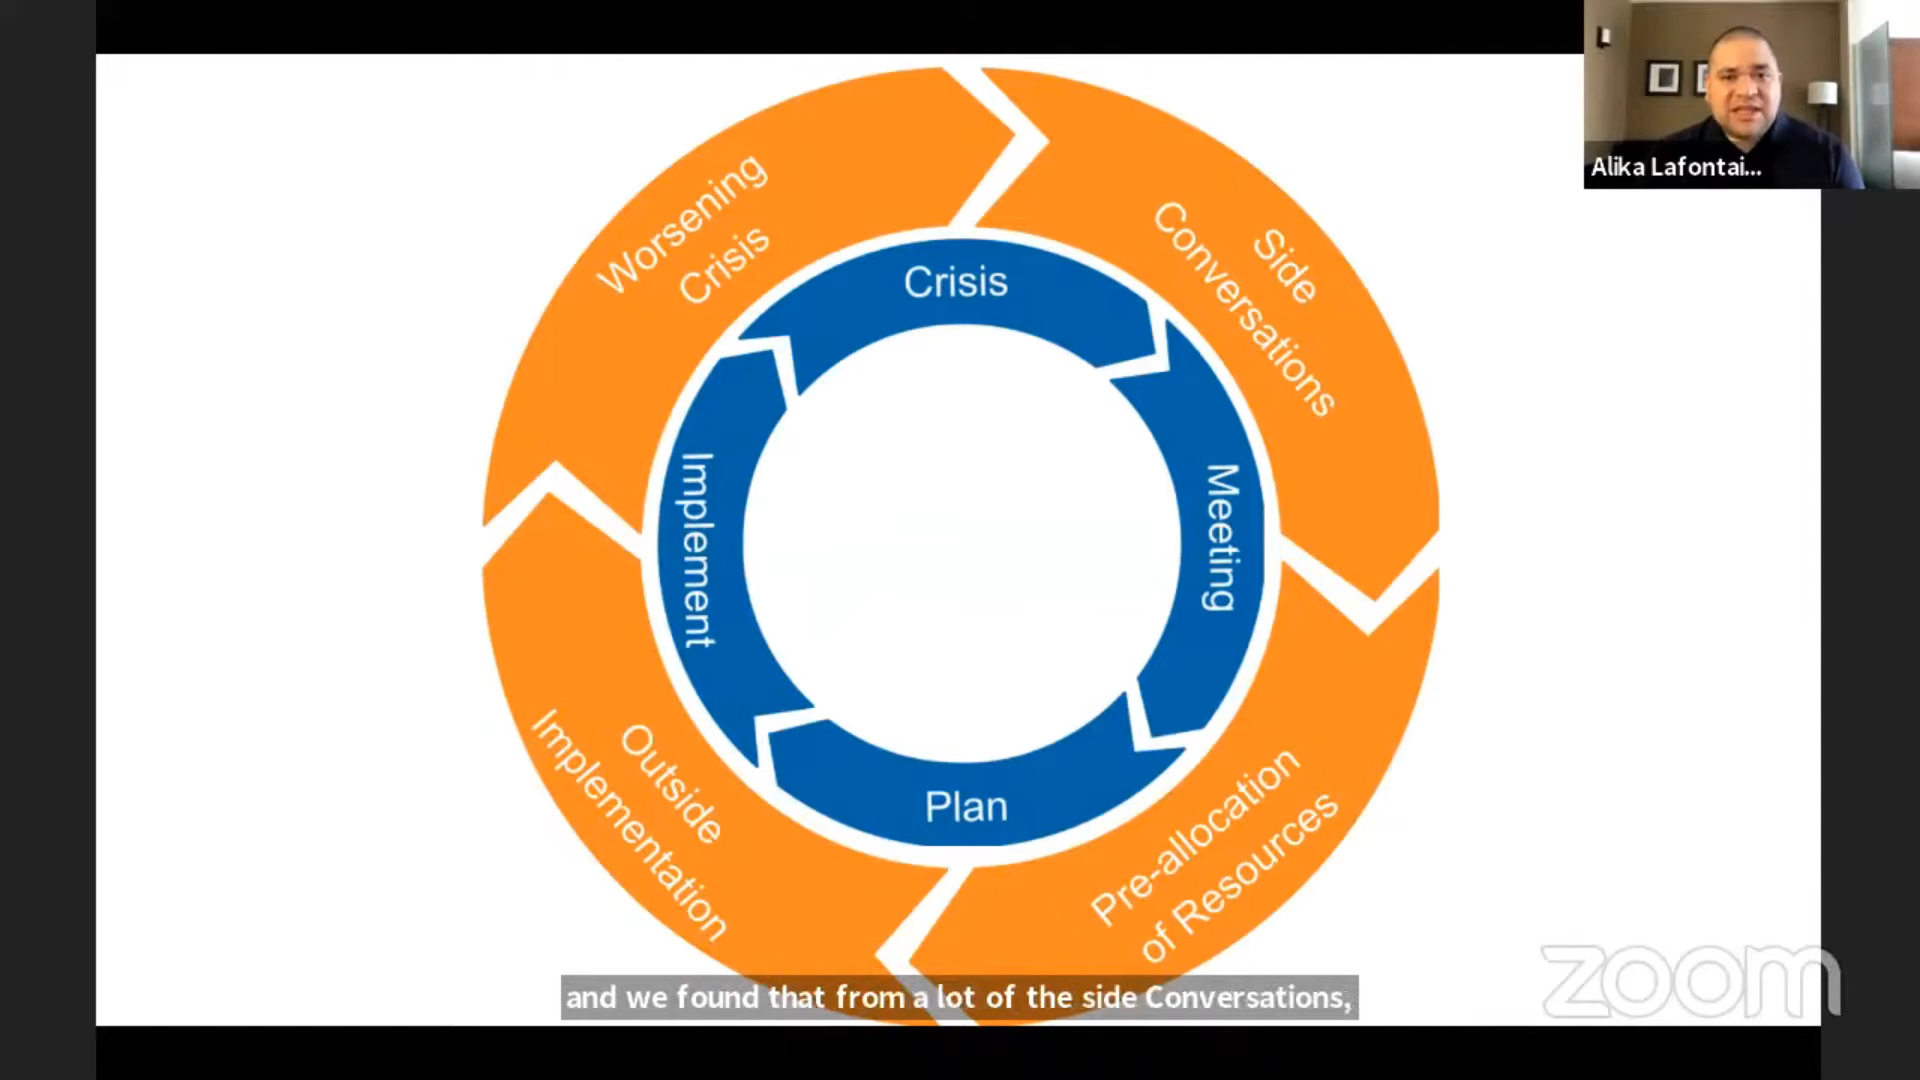 Alika Lafontai...
Worsening
Crisis
Side
Conversations
Crisis
Meeting
Implement
Plan
Outside
Implementation
Pre-allocation
of Resources
and we found that from a lot of the side Conversations,
zoom